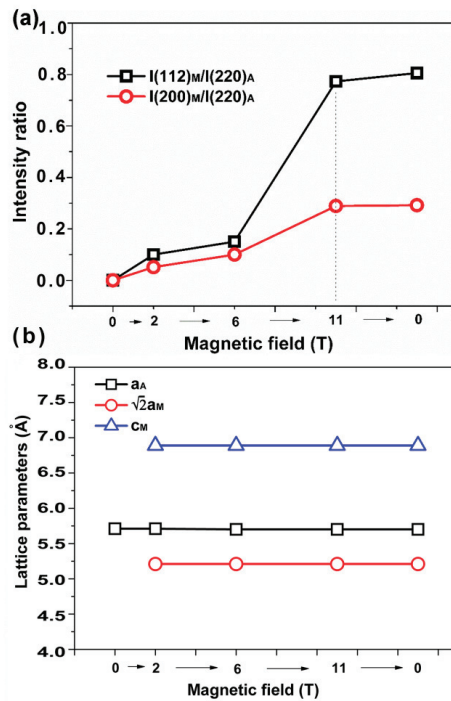 (a)
1.0
0.8
0.6
0.4
0.2
0.0
Intensity ratio
I(112)M/I(220)A
I(200)M/I(220)A
0 → 2 → 6 → 11 → 0
Magnetic field (T)
(b)
8.0
7.5
7.0
6.5
6.0
5.5
5.0
4.5
4.0
Lattice parameters (Å)
aA
√2aM
cM
0 → 2 → 6 → 11 → 0
Magnetic field (T)